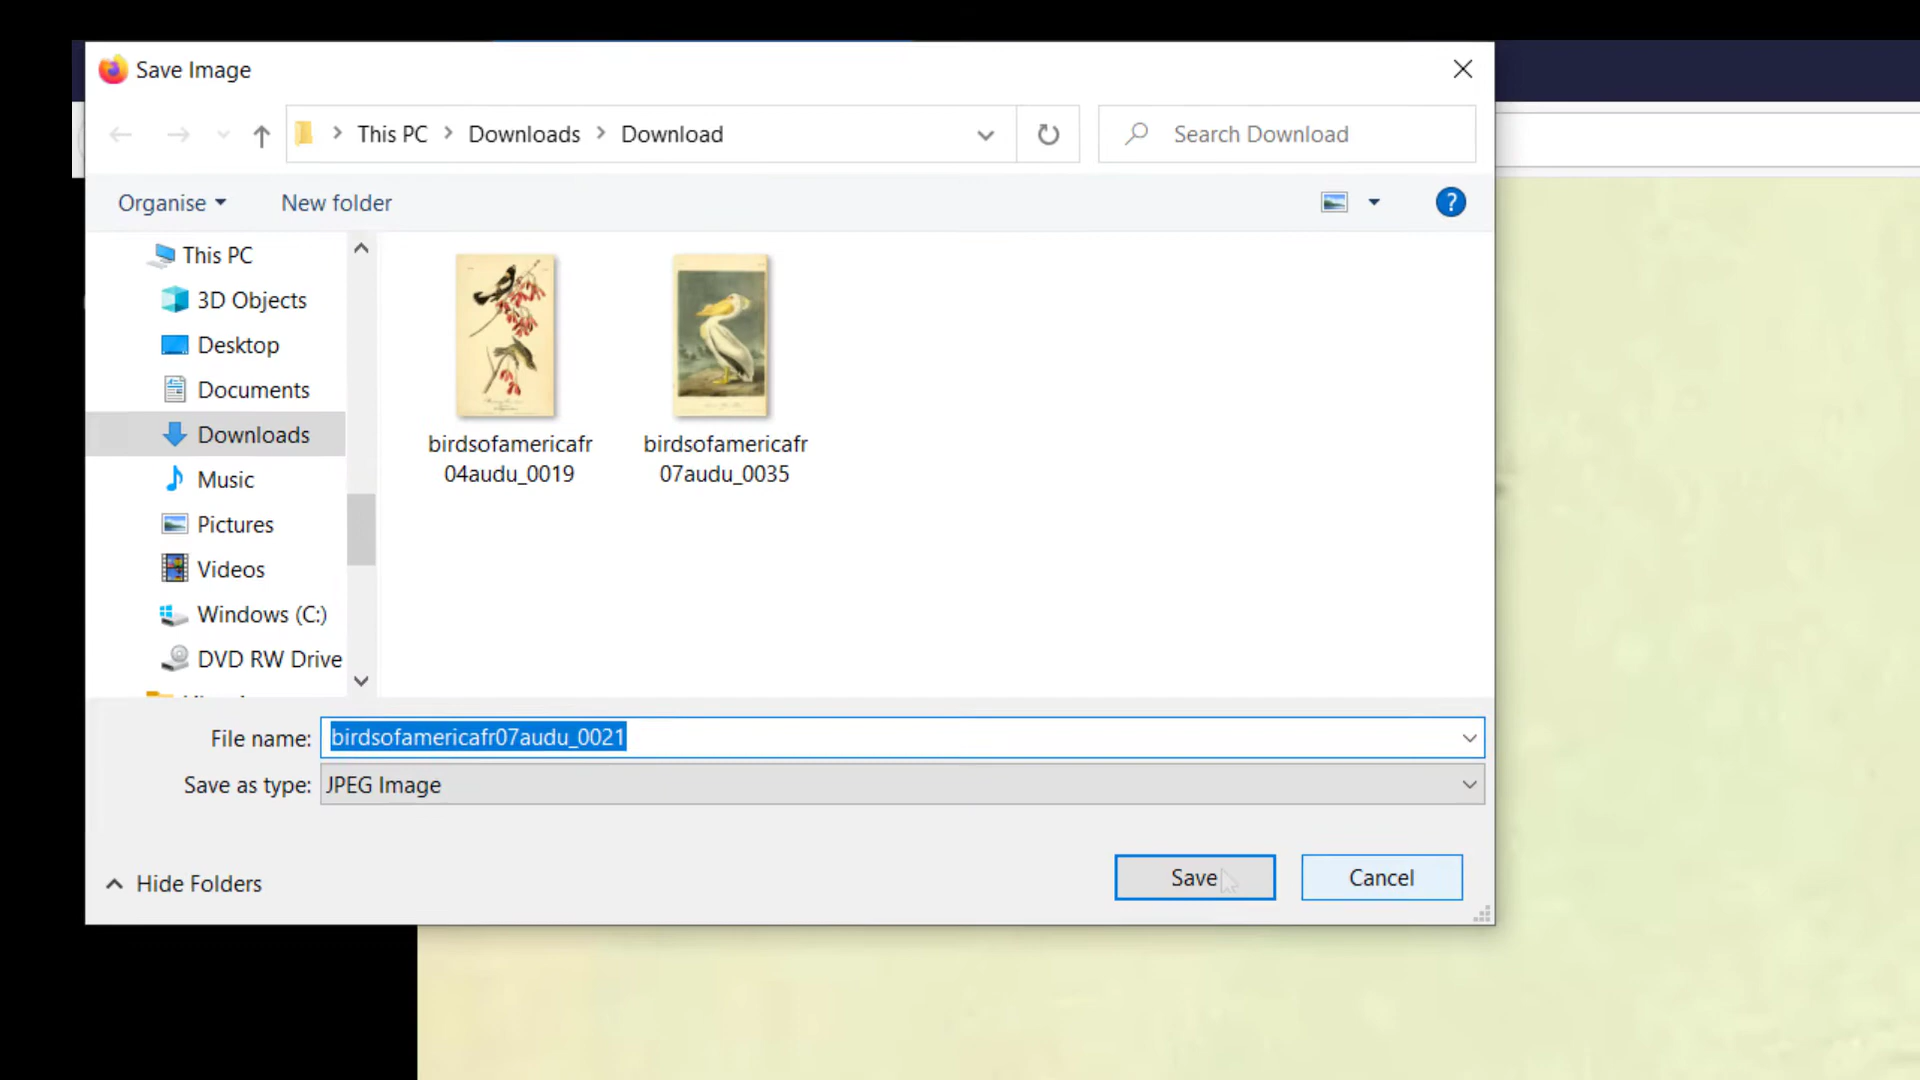 Save Image
This PC
Downloads
Download
Search Download
Organise
New folder
?
This PC
3D Objects
Desktop
Documents
Downloads
Music
Pictures
Videos
Windows (C:)
DVD RW Drive
birdsofamericafr
04audu_0019
birdsofamericafr
07audu_0035
File name: birdsofamericafr07audu_0021
Save as type: JPEG Image
Hide Folders
Save
Cancel